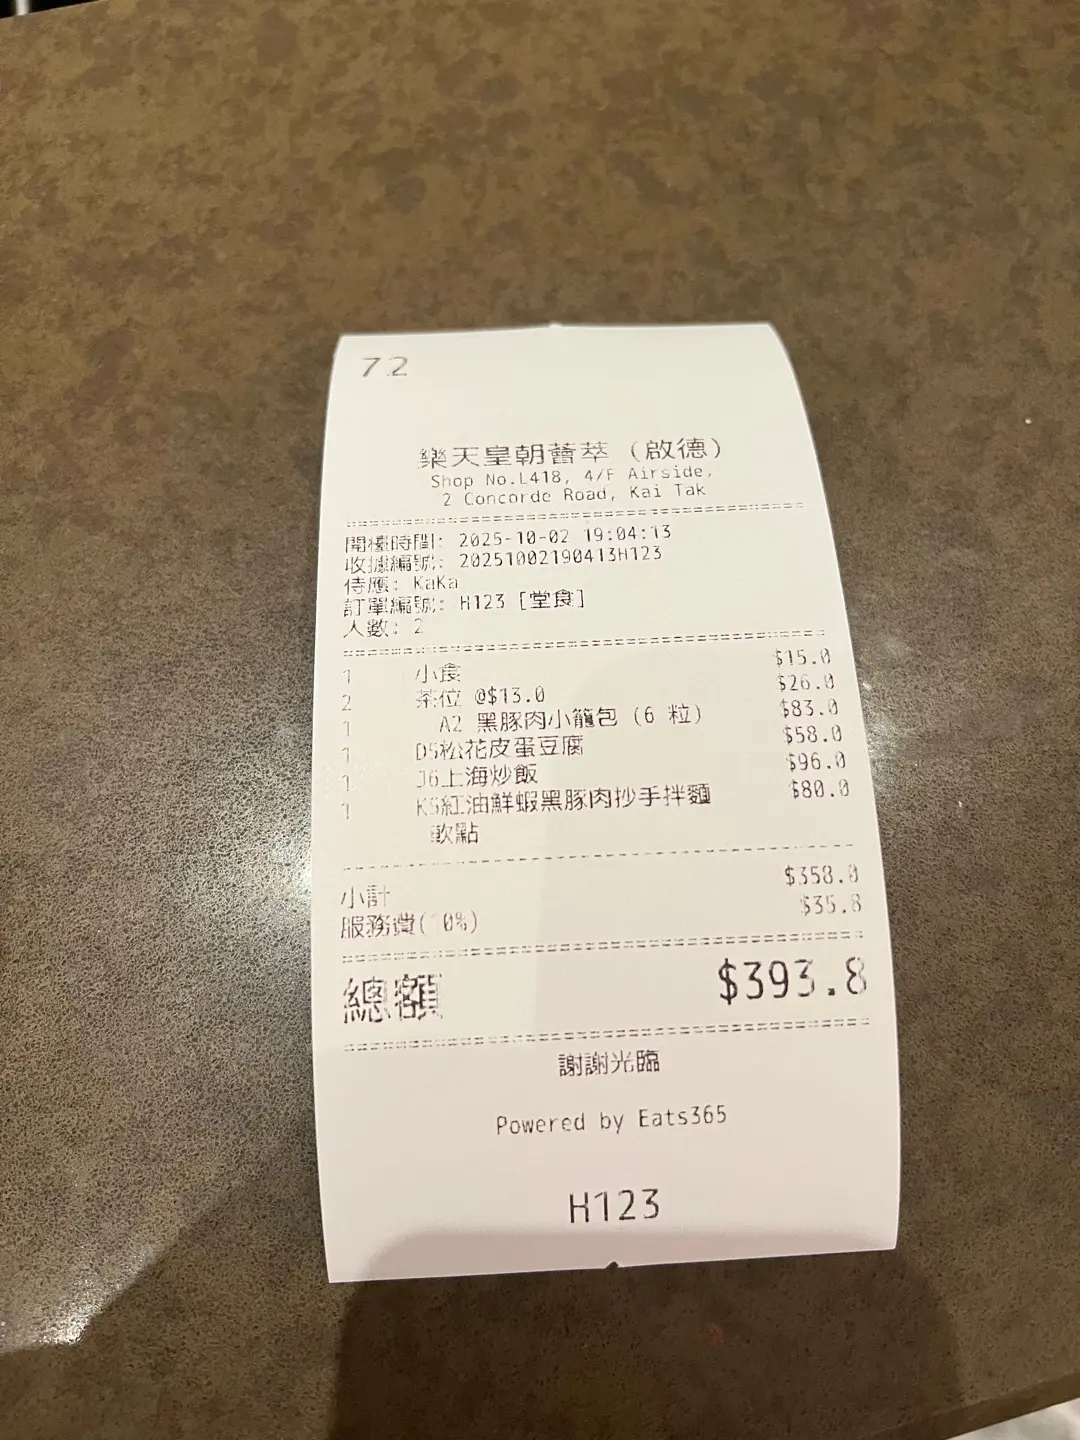 72
樂天皇朝薈萃 (啟德)
Shop No.L418, 4/F Airside,
2 Concorde Road, Kai Tak
開檯時間: 2025-10-02 19:04:13
收據編號: 20251002190413H123
侍應: KaKa
訂單編號: H123 [堂食]
人數: 2
1 小食 $15.0
2 茶位 @$13.0 $26.0
1 A2 黑豚肉小籠包 (6 粒) $83.0
1 D5松花皮蛋豆腐 $58.0
1 J6上海炒飯 $96.0
1 K5紅油鮮蝦黑豚肉抄手拌麵 $80.0
軟點
小計 $358.0
服務費( 0%) $35.8
總額 $393.8
謝謝光臨
Powered by Eats365
H123